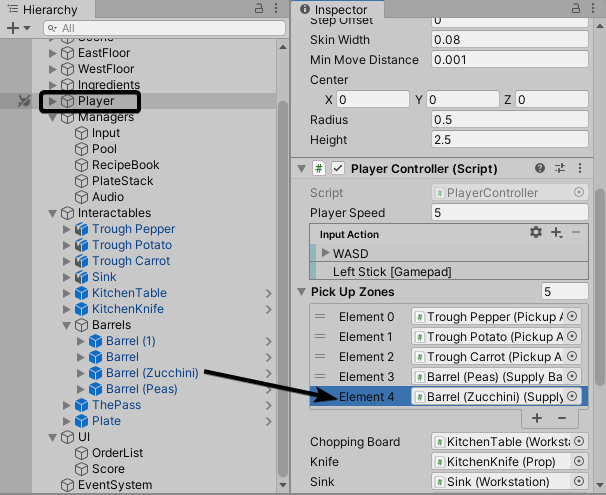 Hierarchy
All
Scene
EastFloor
WestFloor
Ingredients
Player
Managers
Input
Pool
RecipeBook
PlateStack
Audio
Interactables
Trough Pepper
Trough Potato
Trough Carrot
Sink
KitchenTable
KitchenKnife
Barrels
Barrel (1)
Barrel
Barrel (Zucchini)
Barrel (Peas)
ThePass
Plate
UI
OrderList
Score
EventSystem
Inspector
Step Offset 0
Skin Width 0.08
Min Move Distance 0.001
Center
X 0 Y 0 Z 0
Radius 0.5
Height 2.5
# Player Controller (Script)
Script # PlayerController
Player Speed 5
Input Action
WASD
Left Stick [Gamepad]
Pick Up Zones 5
= Element 0 # Trough Pepper (Pickup A
= Element 1 # Trough Potato (Pickup A
= Element 2 # Trough Carrot (Pickup A
= Element 3 # Barrel (Peas) (Supply Ba
= Element 4 # Barrel (Zucchini) (Supply
+ −
Chopping Board # KitchenTable (Worksta
Knife # KitchenKnife (Prop)
Sink # Sink (Workstation)